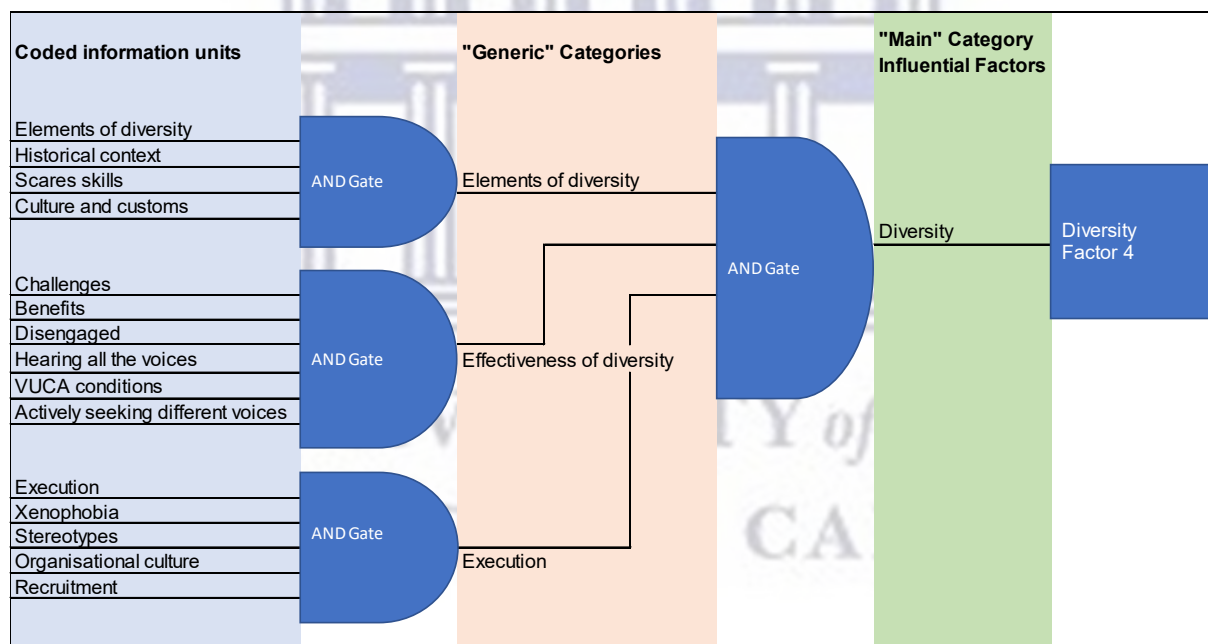 Coded information units
"Generic" Categories
"Main" Category
Influential Factors
Elements of diversity
Historical context
Scares skills
Culture and customs
AND Gate
Elements of diversity
Challenges
Benefits
Disengaged
Hearing all the voices
VUCA conditions
Actively seeking different voices
AND Gate
Effectiveness of diversity
Execution
Xenophobia
Stereotypes
Organisational culture
Recruitment
AND Gate
Execution
AND Gate
Diversity
Diversity
Factor 4
TY of
CA